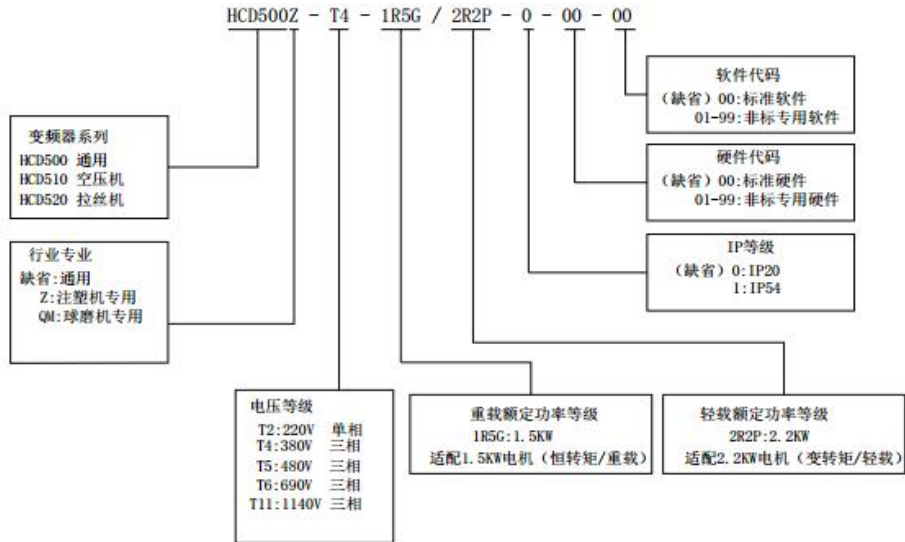 HCD500Z - T4 - 1R5G / 2R2P - 0 - 00 - 00
软件代码
(缺省) 00:标准软件
01-99:非标专用软件
变频器系列
HCD500 通用
HCD510 空压机
HCD520 拉丝机
硬件代码
(缺省) 00:标准硬件
01-99:非标专用硬件
行业专业
缺省:通用
Z:注塑机专用
QM:球磨机专用
IP等级
(缺省) 0:IP20
1:IP54
电压等级
T2:220V 单相
T4:380V 三相
T5:480V 三相
T6:690V 三相
T11:1140V 三相
重载额定功率等级
1R5G:1.5KW
适配1.5KW电机（恒转矩/重载）
轻载额定功率等级
2R2P:2.2KW
适配2.2KW电机（变转矩/轻载）